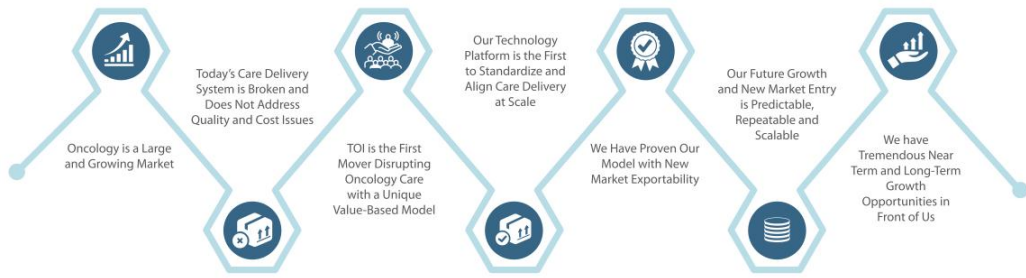 Oncology is a Large
and Growing Market
Today's Care Delivery
System is Broken and
Does Not Address
Quality and Cost Issues
TOI is the First
Mover Disrupting
Oncology Care
with a Unique
Value-Based Model
Our Technology
Platform is the First
to Standardize and
Align Care Delivery
at Scale
We Have Proven Our
Model with New
Market Exportability
Our Future Growth
and New Market Entry
is Predictable,
Repeatable and
Scalable
We have
Tremendous Near
Term and Long-Term
Growth
Opportunities in
Front of Us